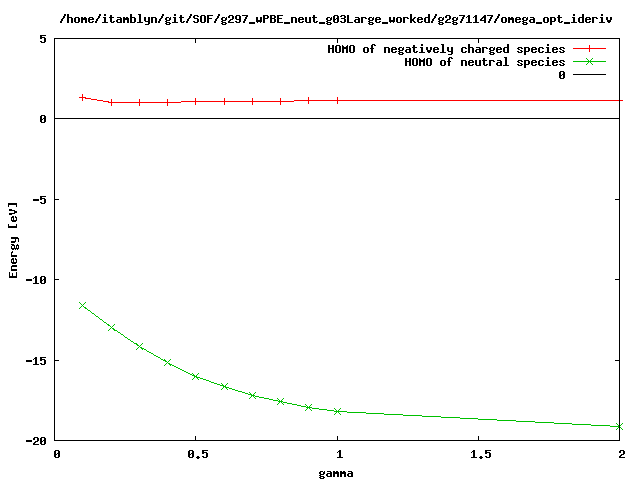 /home/itamblyn/git/SOF/g297_wPBE_neut_g03Large_worked/g2g71147/omega_opt_ideriv
HOMO of negatively charged species
HOMO of neutral species
0
5
0
-5
-10
-15
-20
Energy [eV]
0 0.5 1 1.5 2
gamma